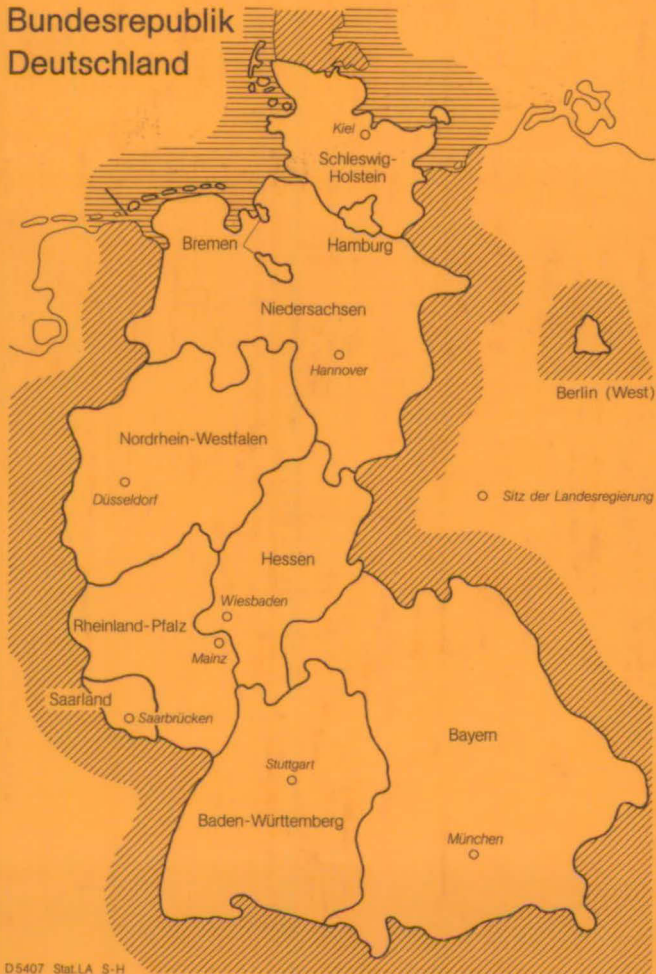 Bundesrepublik
Deutschland
Kiel
Schleswig-
Holstein
Bremen
Hamburg
Niedersachsen
Hannover
Berlin (West)
Nordrhein-Westfalen
Düsseldorf
Sitz der Landesregierung
Hessen
Wiesbaden
Rheinland-Pfalz
Mainz
Saarland
Saarbrücken
Bayern
Stuttgart
Baden-Württemberg
München
D5407 Stat.LA S-H